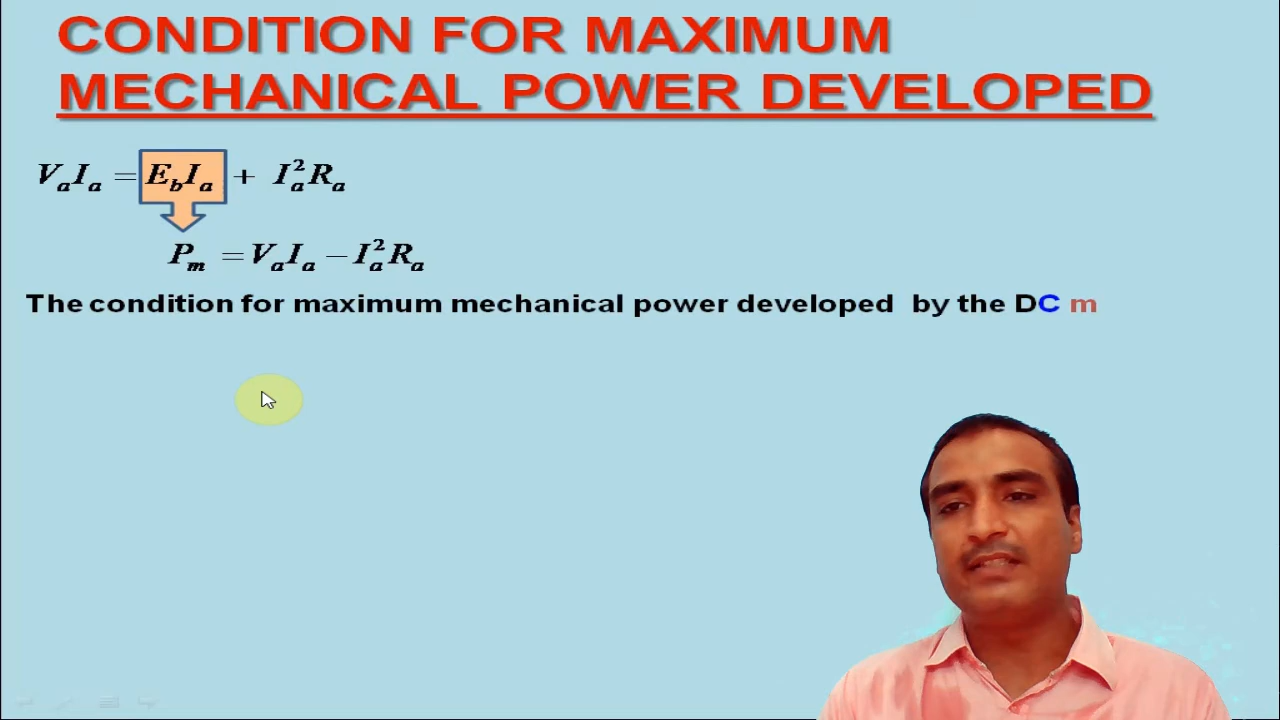 CONDITION FOR MAXIMUM
MECHANICAL POWER DEVELOPED
VₐIₐ = E_bIₐ + Iₐ²Rₐ
Pₘ = VₐIₐ − Iₐ²Rₐ
The condition for maximum mechanical power developed by the DC m